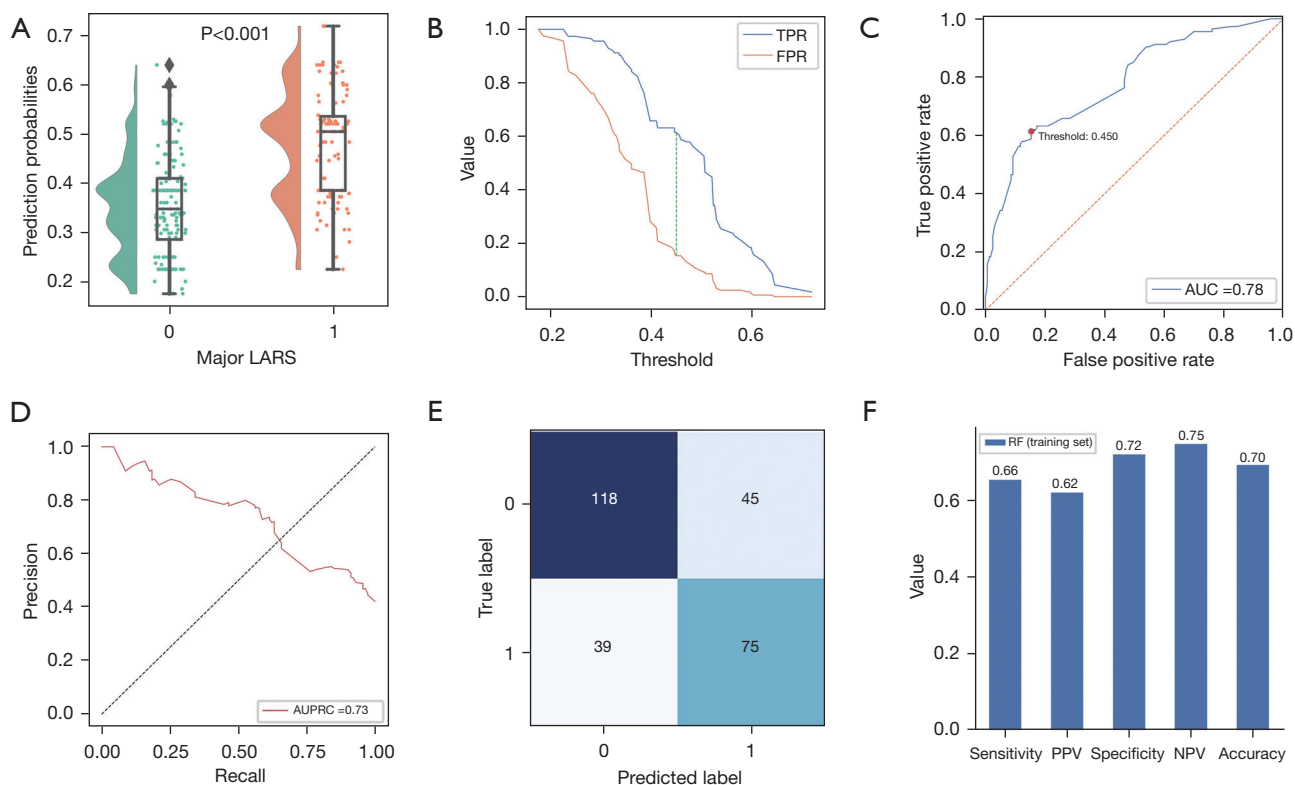 A
P<0.001
0.7
0.6
0.5
0.4
0.3
0.2
Prediction probabilities
0 1
Major LARS
B
TPR
FPR
1.0
0.8
0.6
0.4
0.2
0.0
Value
0.2 0.4 0.6
Threshold
C
1.0
0.8
0.6
0.4
0.2
0.0
True positive rate
Threshold: 0.450
AUC =0.78
0.0 0.2 0.4 0.6 0.8 1.0
False positive rate
D
1.0
0.8
0.6
0.4
0.2
0.0
Precision
AUPRC =0.73
0.00 0.25 0.50 0.75 1.00
Recall
E
0
1
True label
118 45
39 75
0 1
Predicted label
F
RF (training set)
0.6
0.4
0.2
0.0
Value
0.66 0.62 0.72 0.75 0.70
Sensitivity PPV Specificity NPV Accuracy